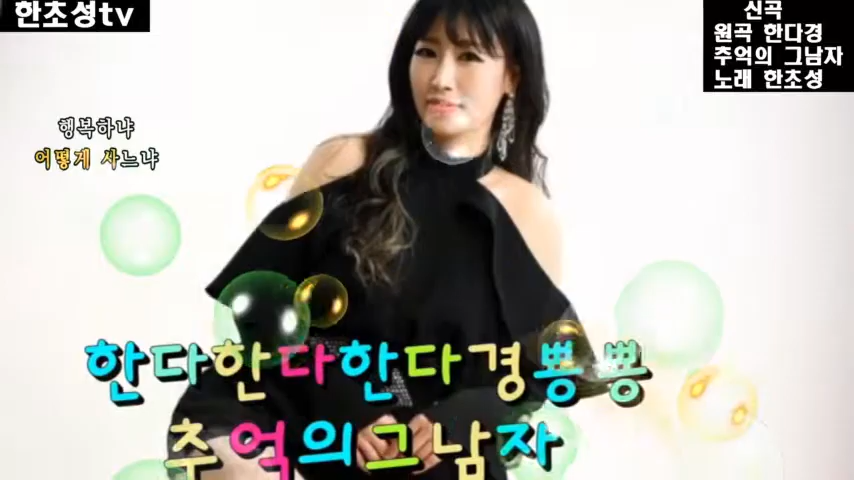 한초성tv
신곡
원곡 한다경
추억의 그남자
노래 한초성
행복하냐
어떻게 사느냐
한다한다한다경뿅뿅
추억의그남자